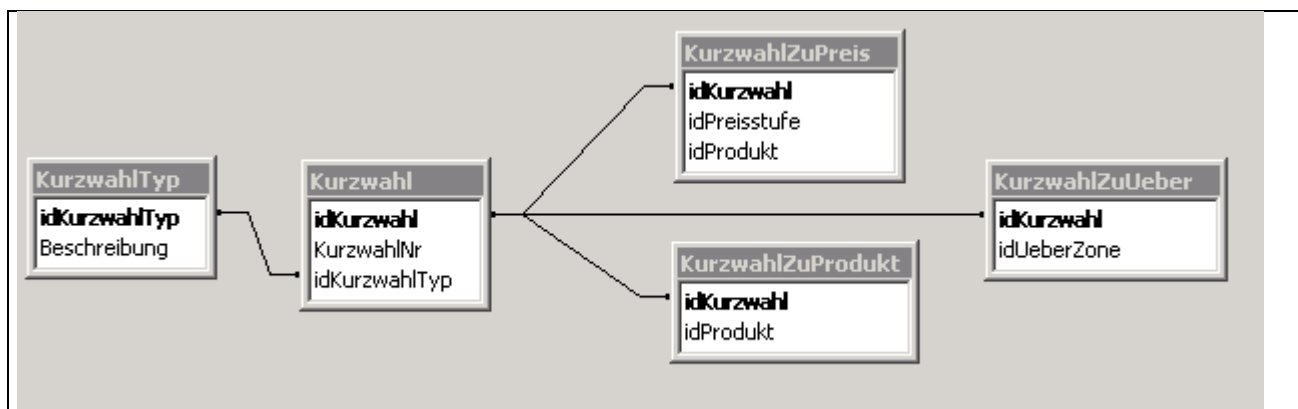 KurzwahlTyp
idKurzwahlTyp
Beschreibung
Kurzwahl
idKurzwahl
KurzwahlNr
idKurzwahlTyp
KurzwahlZuPreis
idKurzwahl
idPreisstufe
idProdukt
KurzwahlZuProdukt
idKurzwahl
idProdukt
KurzwahlZuUeber
idKurzwahl
idUeberZone